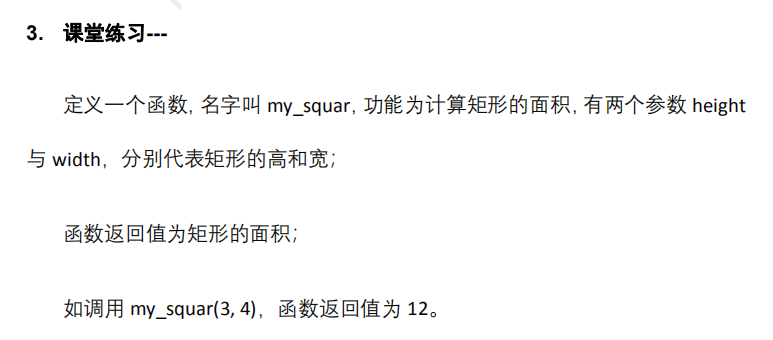 3. 课堂练习---
定义一个函数, 名字叫 my_squar, 功能为计算矩形的面积, 有两个参数 height
与 width，分别代表矩形的高和宽；
函数返回值为矩形的面积；
如调用 my_squar(3, 4)，函数返回值为 12。